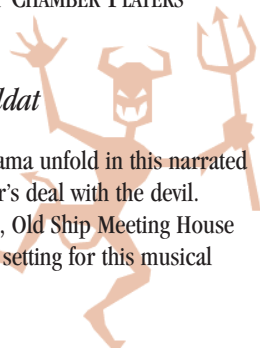 CHAMBER PLAYERS
ldat
ama unfold in this narrated
r's deal with the devil.
, Old Ship Meeting House
setting for this musical